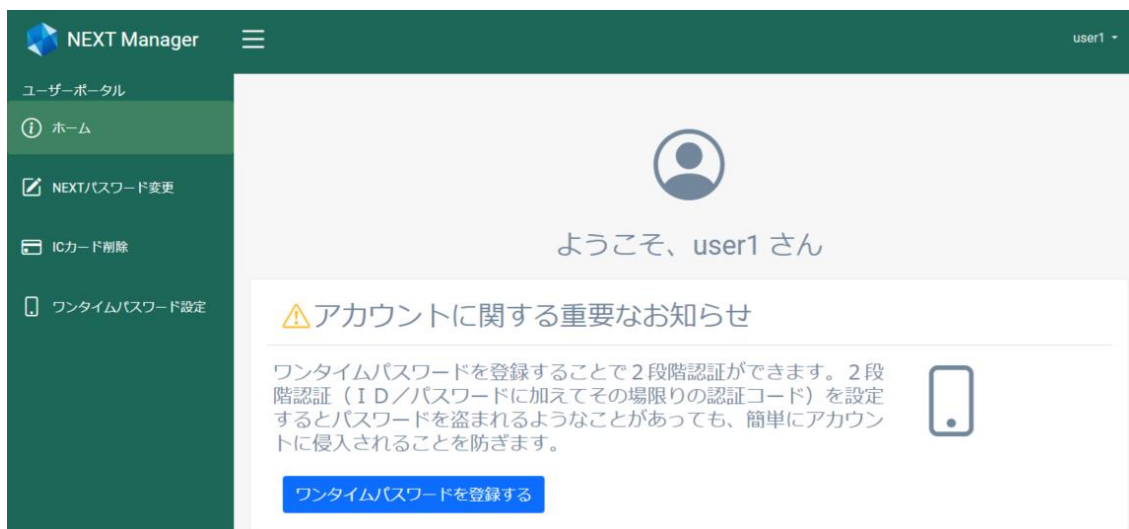 NEXT Manager
user1
ユーザーポータル
ホーム
NEXTパスワード変更
ICカード削除
ワンタイムパスワード設定
ようこそ、user1 さん
アカウントに関する重要なお知らせ
ワンタイムパスワードを登録することで２段階認証ができます。２段
階認証（ＩＤ／パスワードに加えてその場限りの認証コード）を設定
するとパスワードを盗まれるようなことがあっても、簡単にアカウン
トに侵入されることを防ぎます。
ワンタイムパスワードを登録する